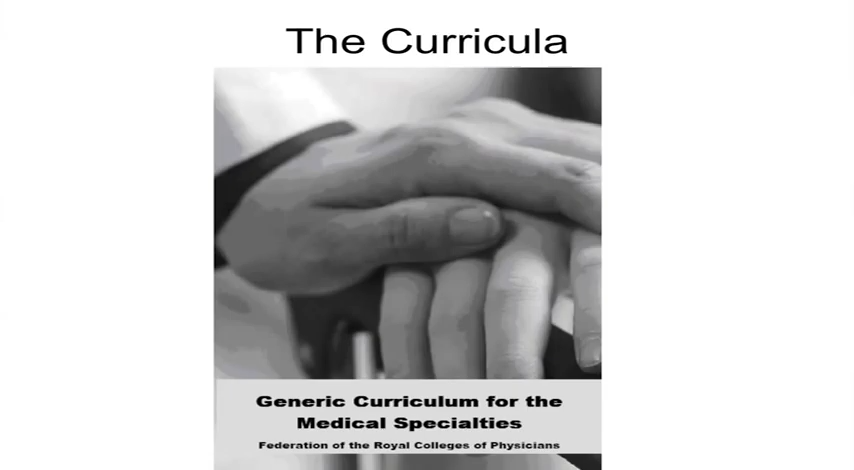 The Curricula
Generic Curriculum for the
Medical Specialties
Federation of the Royal Colleges of Physicians